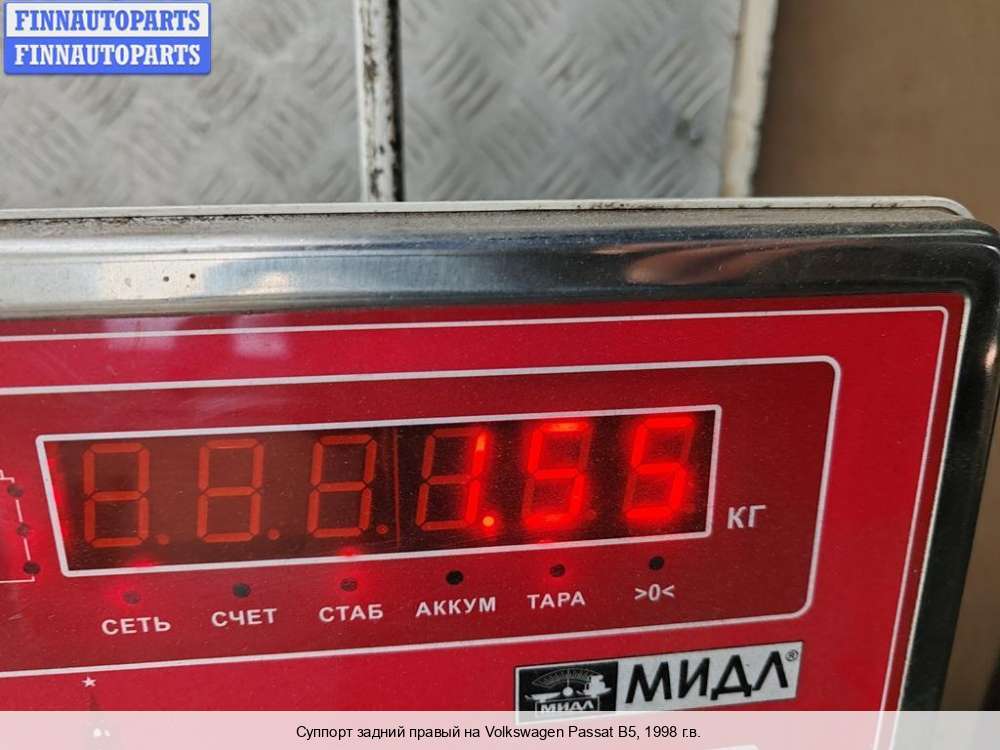 FINNAUTOPARTS
FINNAUTOPARTS
1.55
КГ
СЕТЬ СЧЕТ СТАБ АККУМ ТАРА >0<
МИДЛ МИДЛ®
Суппорт задний правый на Volkswagen Passat B5, 1998 г.в.